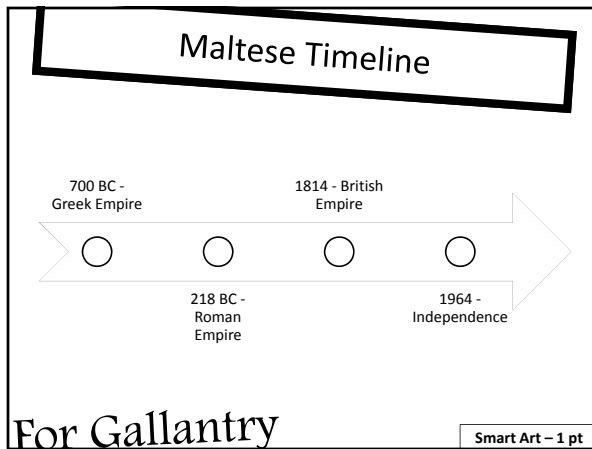 Maltese Timeline
700 BC -
Greek Empire
1814 - British
Empire
218 BC -
Roman
Empire
1964 -
Independence
For Gallantry
Smart Art – 1 pt